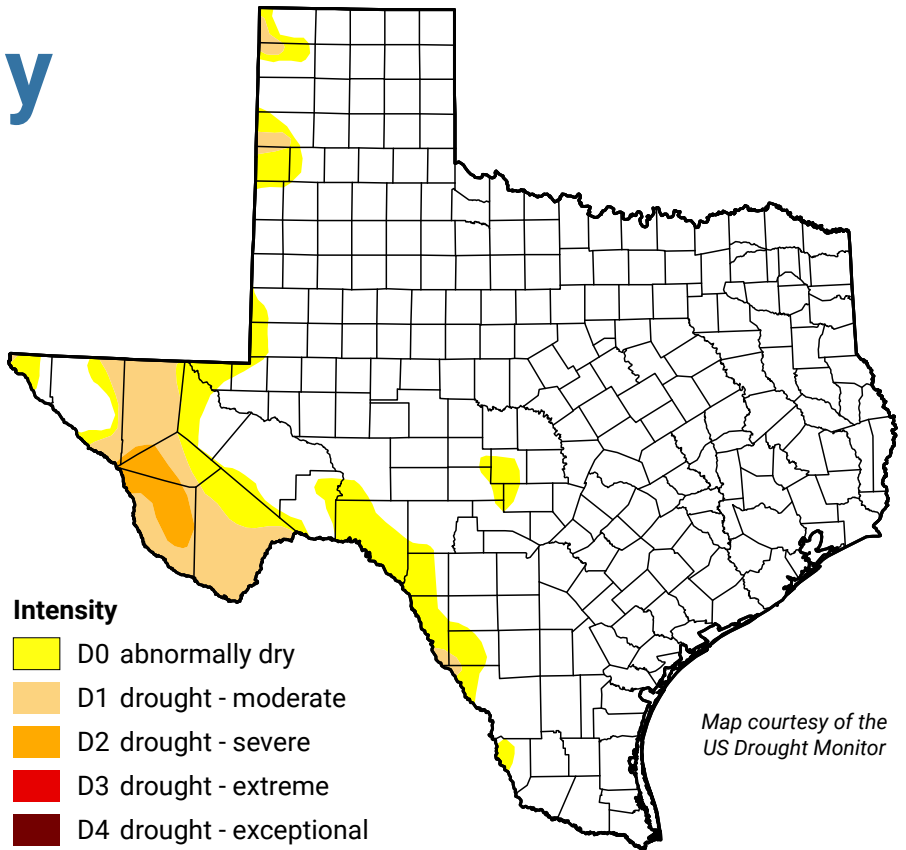 y
Intensity
D0 abnormally dry
D1 drought - moderate
D2 drought - severe
D3 drought - extreme
D4 drought - exceptional
Map courtesy of the
US Drought Monitor